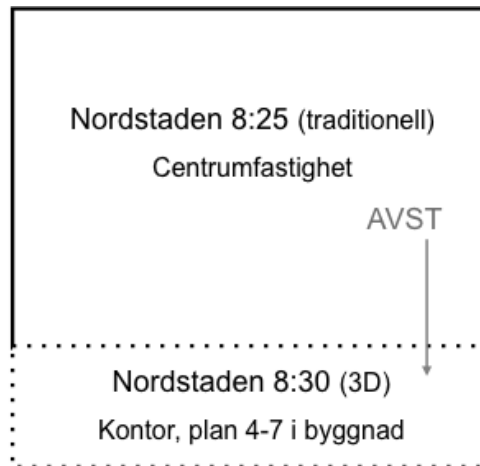 Nordstaden 8:25 (traditionell)
Centrumfastighet
AVST
Nordstaden 8:30 (3D)
Kontor, plan 4-7 i byggnad